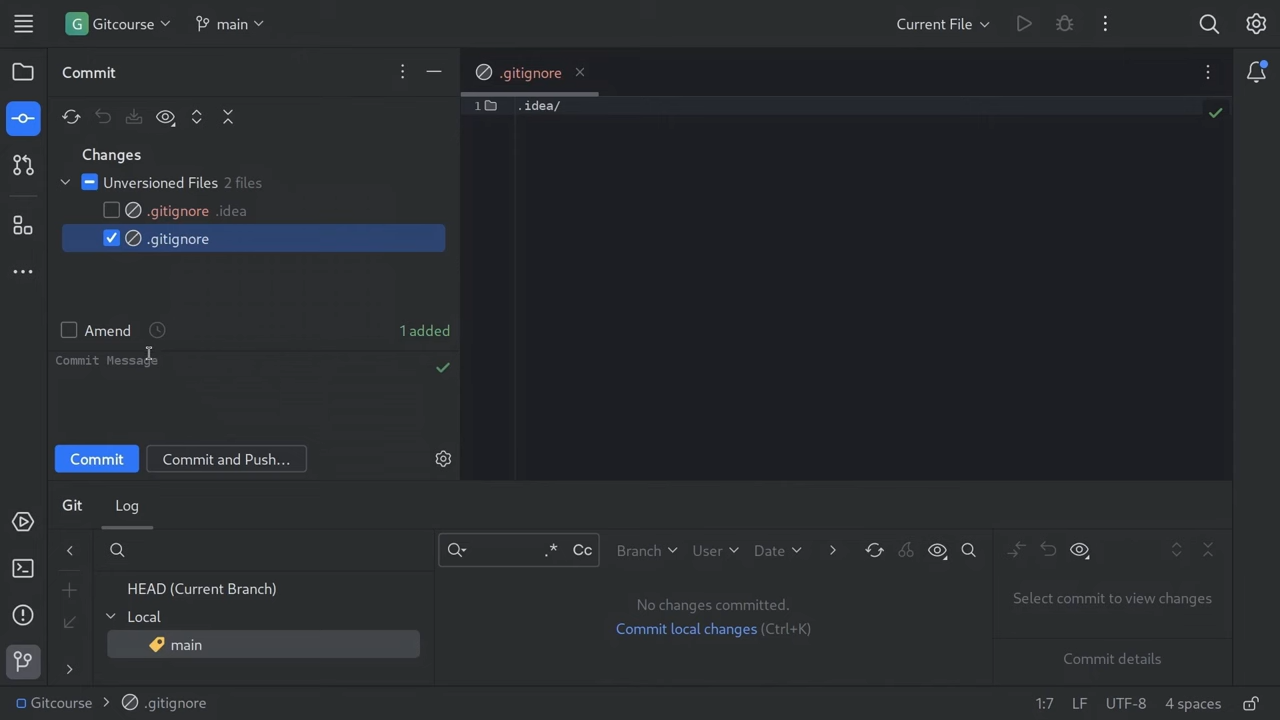 G Gitcourse main Current File
Commit
.gitignore
1 .idea/
Changes
Unversioned Files 2 files
.gitignore .idea
.gitignore
Amend 1 added
Commit Message
Commit Commit and Push...
Git Log
.* Cc Branch User Date
HEAD (Current Branch)
Local
main
No changes committed.
Commit local changes (Ctrl+K)
Select commit to view changes
Commit details
Gitcourse .gitignore 1:7 LF UTF-8 4 spaces